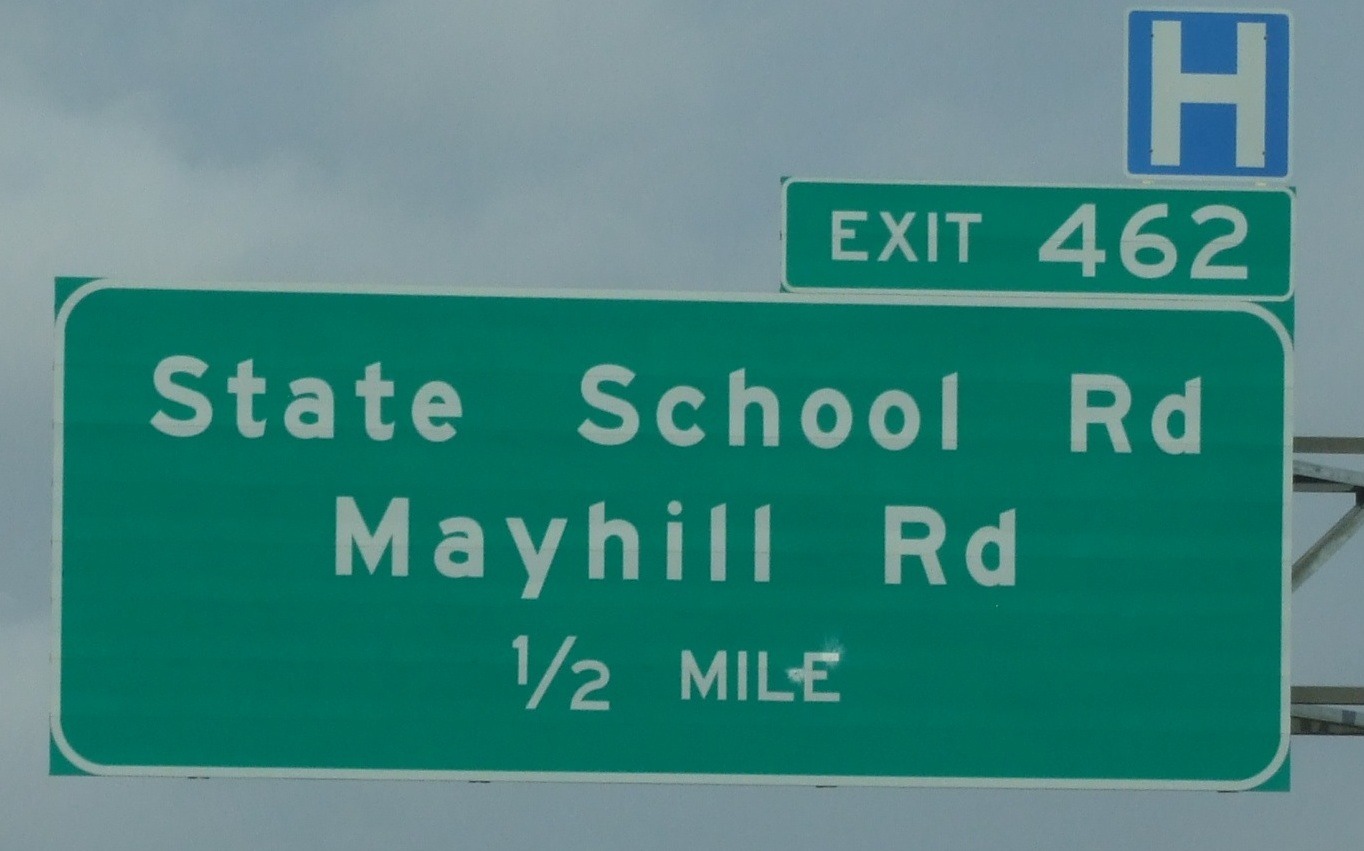 H
EXIT 462
State School Rd
Mayhill Rd
1/2 MILE